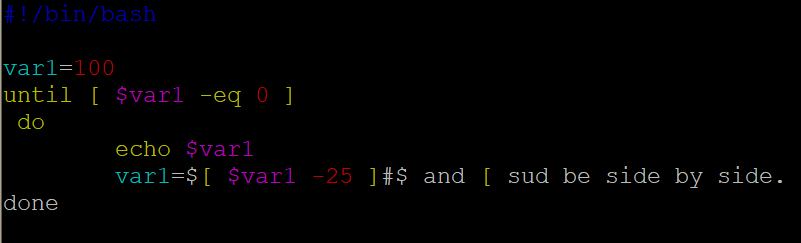 #!/bin/bash
var1=100
until [ $var1 -eq 0 ]
do
echo $var1
var1=$[ $var1 -25 ]#$ and [ sud be side by side.
done